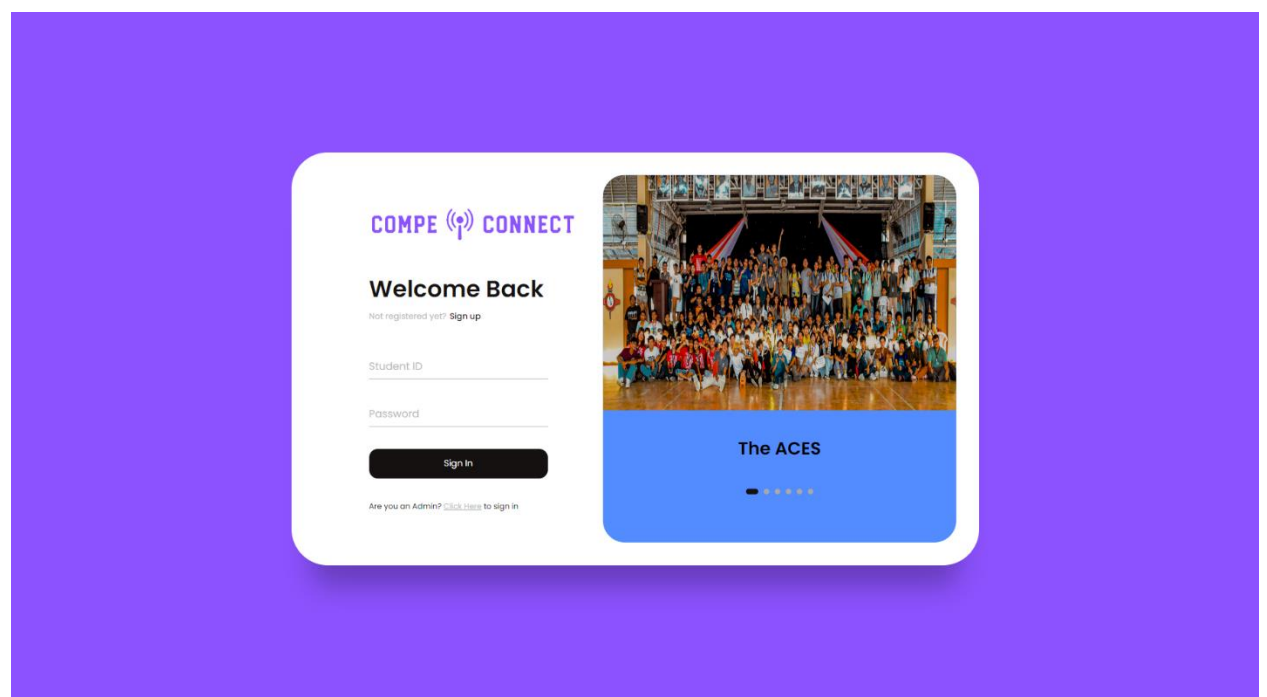 COMPE CONNECT
Welcome Back
Not registered yet? Sign up
Student ID
Password
Sign In
Are you an Admin? Click Here to sign in
The ACES